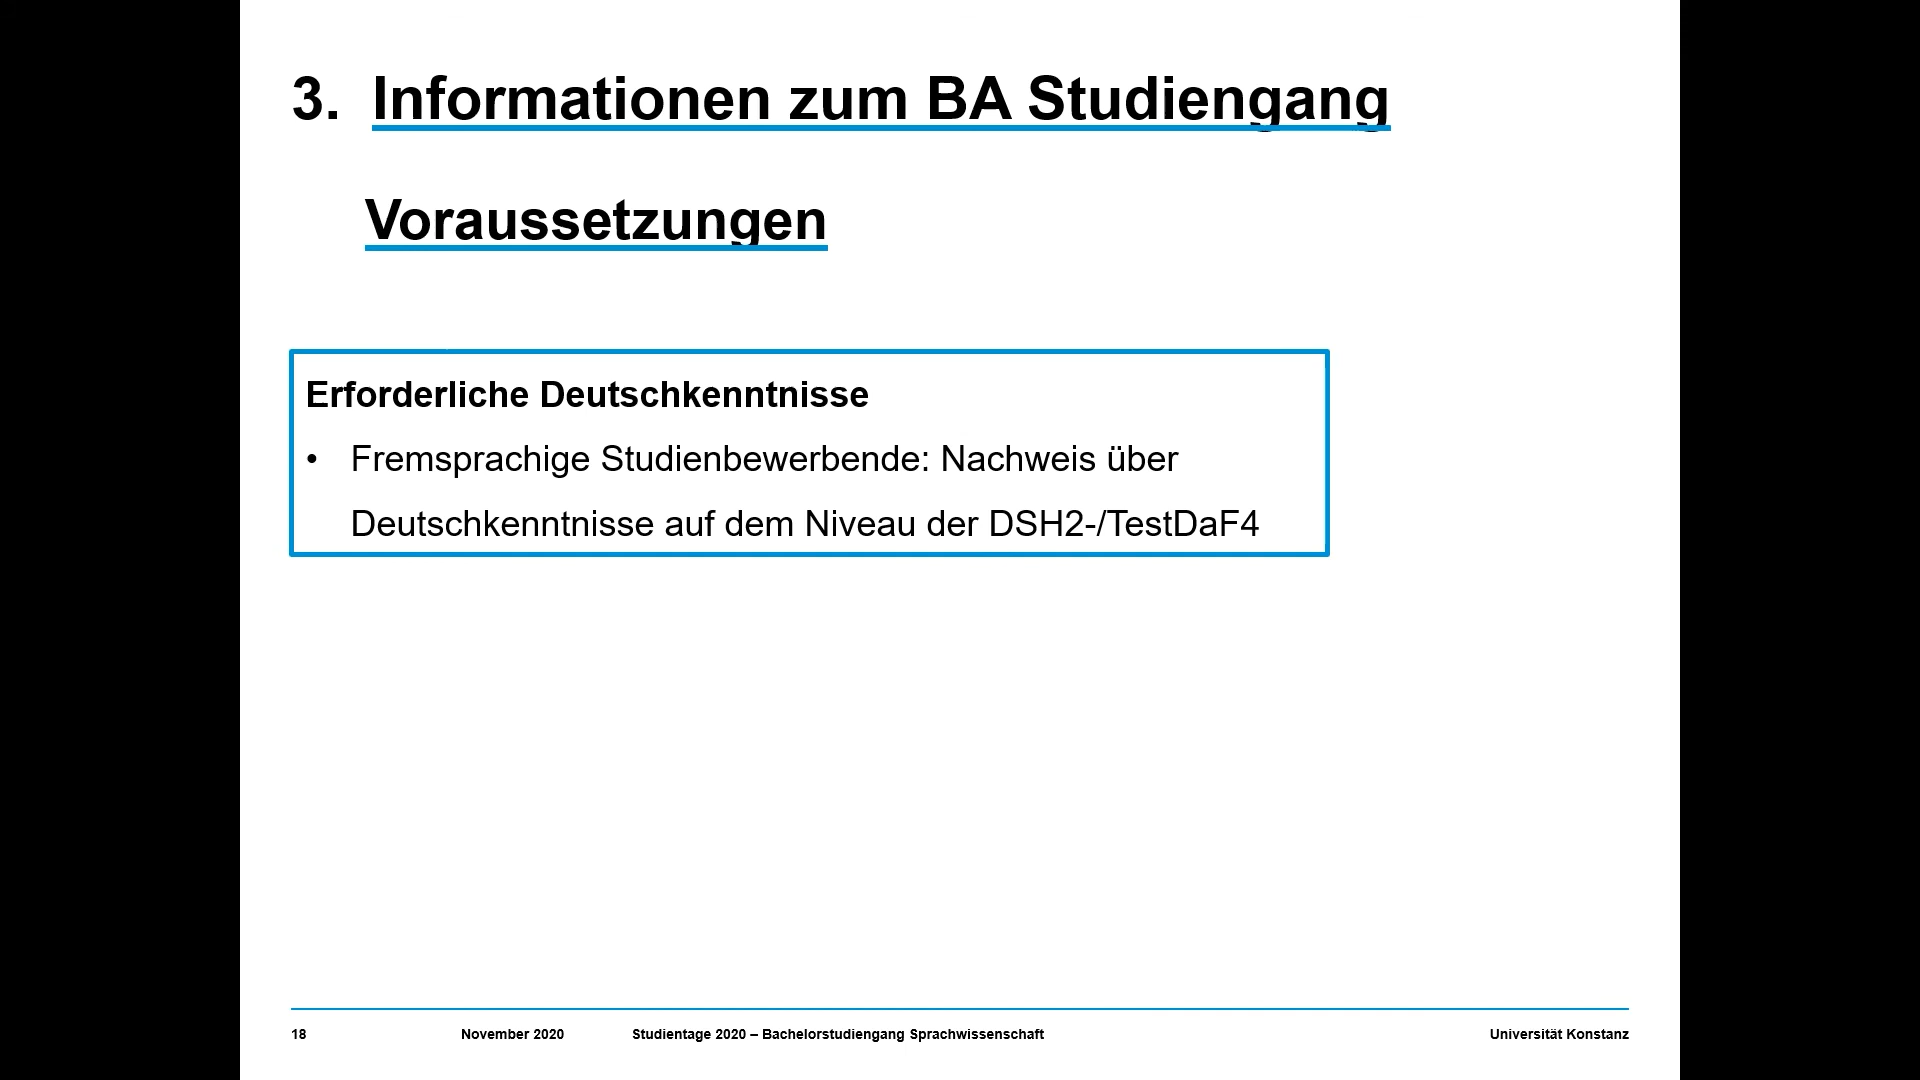 3. Informationen zum BA Studiengang
Voraussetzungen
Erforderliche Deutschkenntnisse
• Fremsprachige Studienbewerbende: Nachweis über
Deutschkenntnisse auf dem Niveau der DSH2-/TestDaF4
18 November 2020 Studientage 2020 – Bachelorstudiengang Sprachwissenschaft Universität Konstanz